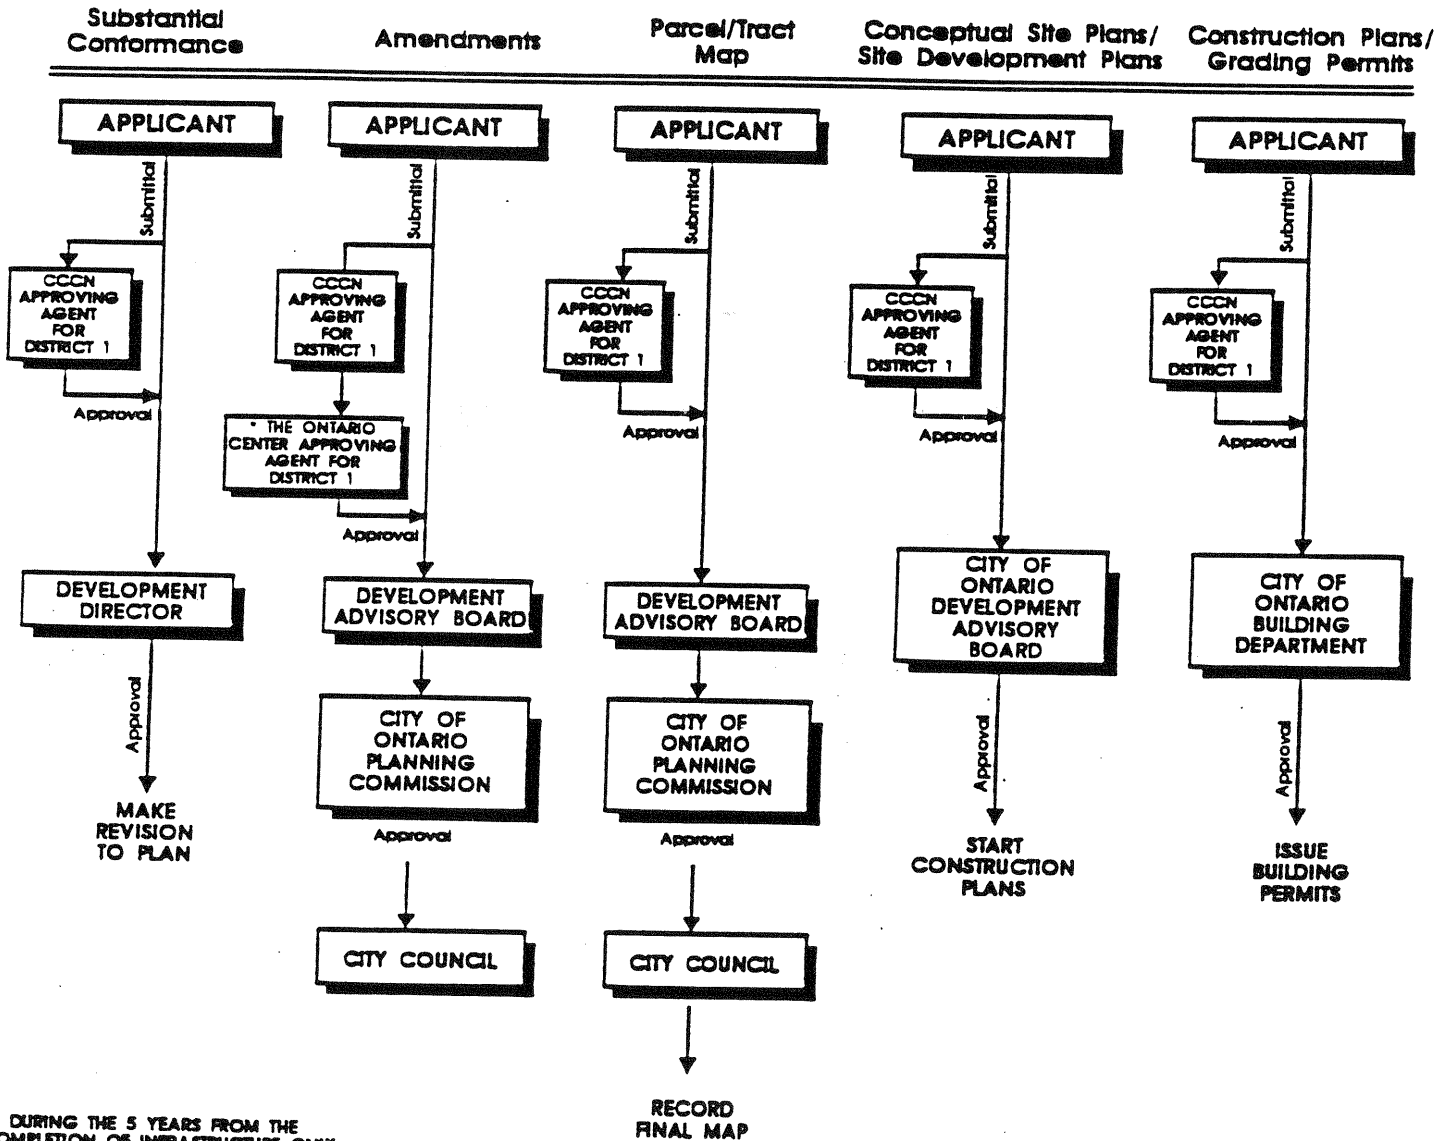 Substantial
Conformance
Amendments
Parcel/Tract
Map
Conceptual Site Plans/
Site Development Plans
Construction Plans/
Grading Permits
APPLICANT
Submittal
CCCN
APPROVING
AGENT
FOR
DISTRICT 1
Approval
DEVELOPMENT
DIRECTOR
Approval
MAKE
REVISION
TO PLAN
APPLICANT
Submittal
CCCN
APPROVING
AGENT
FOR
DISTRICT 1
* THE ONTARIO
CENTER APPROVING
AGENT FOR
DISTRICT 1
Approval
DEVELOPMENT
ADVISORY BOARD
CITY OF
ONTARIO
PLANNING
COMMISSION
Approval
CITY COUNCIL
APPLICANT
Submittal
CCCN
APPROVING
AGENT
FOR
DISTRICT 1
Approval
DEVELOPMENT
ADVISORY BOARD
CITY OF
ONTARIO
PLANNING
COMMISSION
Approval
CITY COUNCIL
RECORD
FINAL MAP
APPLICANT
Submittal
CCCN
APPROVING
AGENT
FOR
DISTRICT 1
Approval
CITY OF
ONTARIO
DEVELOPMENT
ADVISORY
BOARD
Approval
START
CONSTRUCTION
PLANS
APPLICANT
Submittal
CCCN
APPROVING
AGENT
FOR
DISTRICT 1
Approval
CITY OF
ONTARIO
BUILDING
DEPARTMENT
Approval
ISSUE
BUILDING
PERMITS
DURING THE 5 YEARS FROM THE
OMPLETION OF INFRASTRUCTURE ONLY